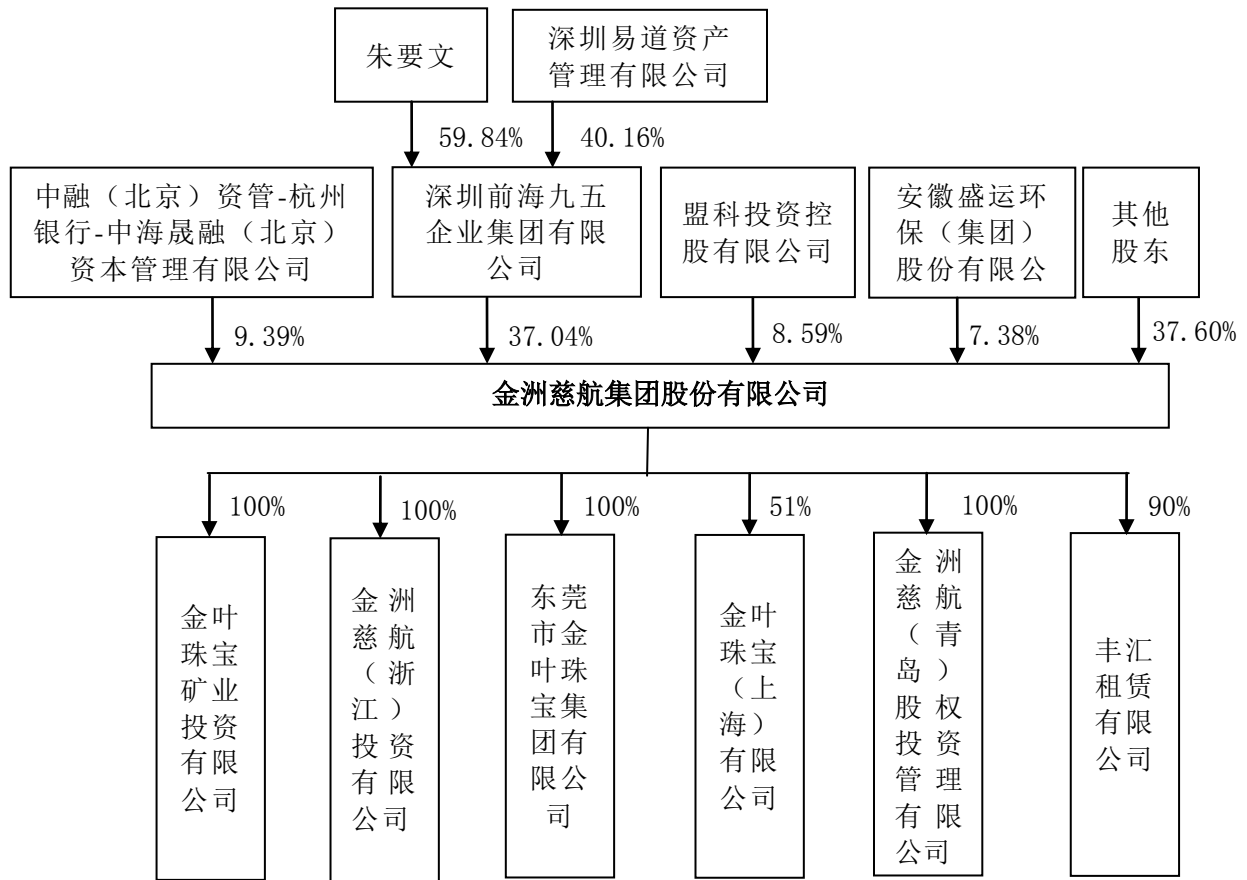 朱要文
深圳易道资产
管理有限公司
59.84%
40.16%
中融（北京）资管-杭州
银行-中海晟融（北京）
资本管理有限公司
深圳前海九五
企业集团有限
公司
盟科投资控
股有限公司
安徽盛运环
保（集团）
股份有限公
其他
股东
9.39%
37.04%
8.59%
7.38%
37.60%
金洲慈航集团股份有限公司
100%
100%
100%
51%
100%
90%
金叶
珠宝
矿业
投资
有限
公司
金洲
慈航
（浙
江）
投资
有限
公司
东莞
市金
叶珠
宝集
团有
限公
司
金叶
珠宝
（上
海）
有限
公司
金洲
慈航
（青
岛）
股权
投资
管理
有限
公司
丰汇
租赁
有限
公司